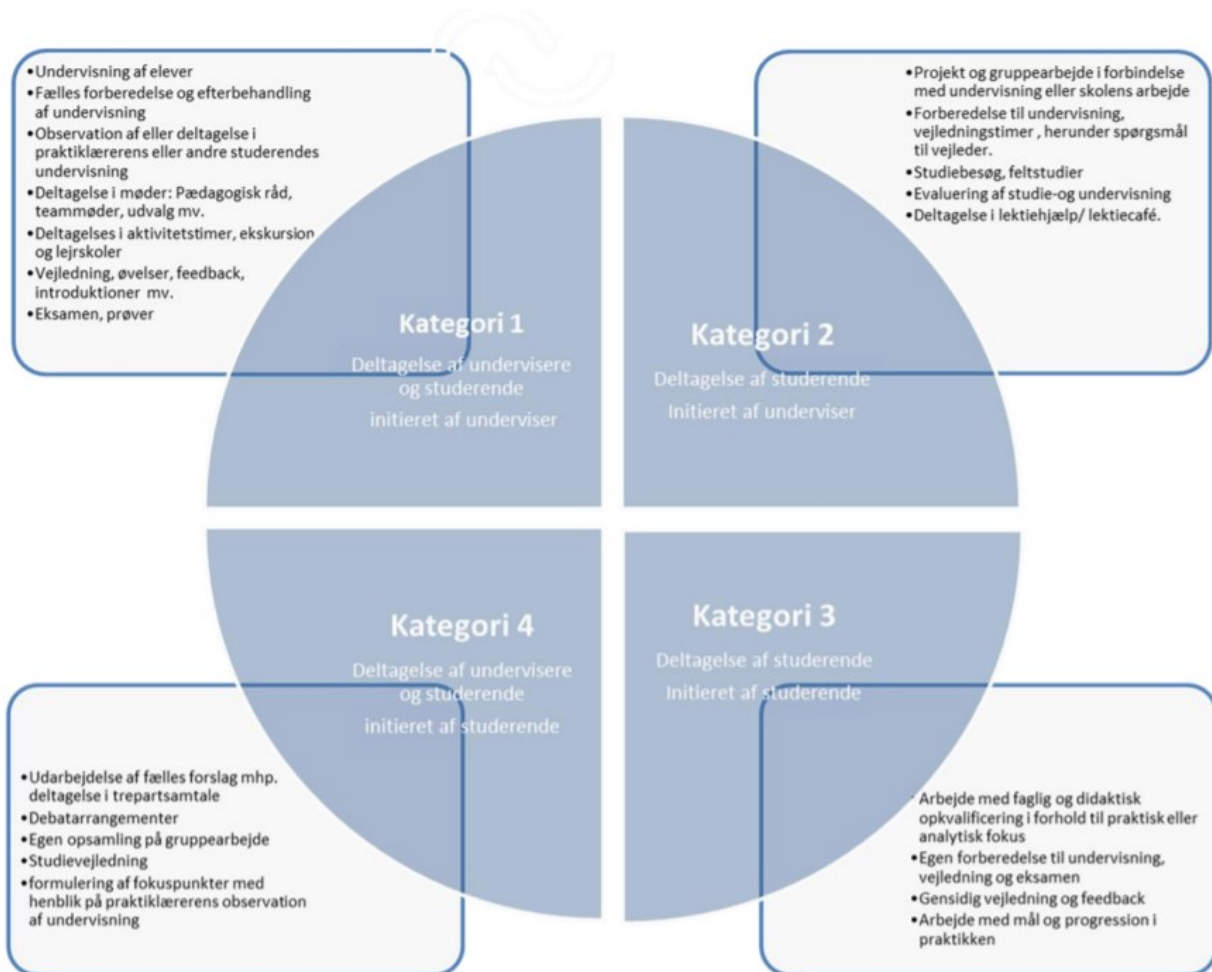 •Undervisning af elever
•Fælles forberedelse og efterbehandling
af undervisning
•Observation af eller deltagelse i
praktiklærerens eller andre studerendes
undervisning
•Deltagelse i møder: Pædagogisk råd,
teammøder, udvalg mv.
•Deltagelses i aktivitetstimer, ekskursion
og lejrskoler
•Vejledning, øvelser, feedback,
introduktioner mv.
•Eksamen, prøver
Kategori 1
Deltagelse af undervisere
og studerende
initieret af underviser
•Projekt og gruppearbejde i forbindelse
med undervisning eller skolens arbejde
•Forberedelse til undervisning,
vejledningstimer , herunder spørgsmål
til vejleder.
•Studiebesøg, feltstudier
•Evaluering af studie-og undervisning
•Deltagelse i lektiehjælp/ lektiecafé.
Kategori 2
Deltagelse af studerende
Initieret af underviser
Kategori 4
Deltagelse af undervisere
og studerende
initieret af studerende
•Udarbejdelse af fælles forslag mhp.
deltagelse i trepartsamtale
•Debatarrangementer
•Egen opsamling på gruppearbejde
•Studievejledning
•formulering af fokuspunkter med
henblik på praktiklærerens observation
af undervisning
Kategori 3
Deltagelse af studerende
Initieret af studerende
•Arbejde med faglig og didaktisk
opkvalificering i forhold til praktisk eller
analytisk fokus
•Egen forberedelse til undervisning,
vejledning og eksamen
•Gensidig vejledning og feedback
•Arbejde med mål og progression i
praktikken